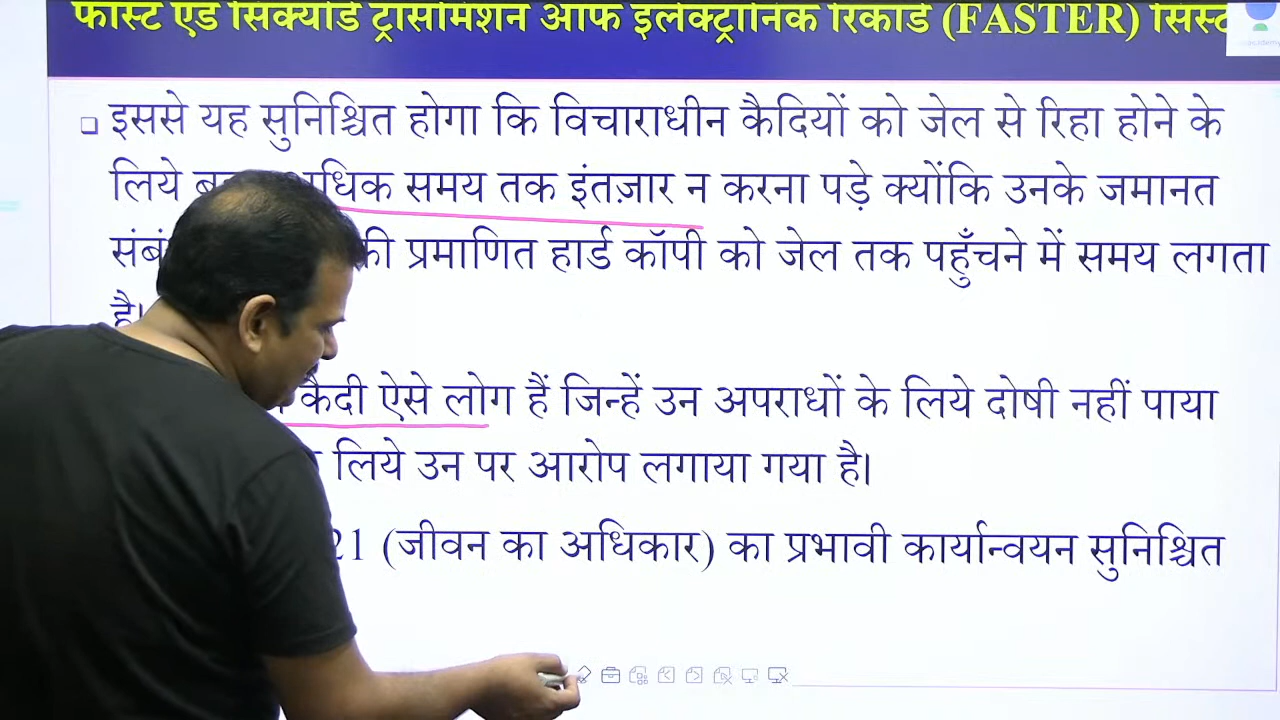 फास्ट एंड सिक्योर्ड ट्रांसमिशन ऑफ इलेक्ट्रॉनिक रिकॉर्ड (FASTER)
इससे यह सुनिश्चित होगा कि विचाराधीन कैदियों को जेल से रिहा होने के
लिये समय तक इंतज़ार न करना पड़े क्योंकि उनके जमानत
की प्रमाणित हार्ड कॉपी को जेल तक पहुँचने में समय लगता
है।
कैदी ऐसे लोग हैं जिन्हें उन अपराधों के लिये दोषी नहीं पाया
लिये उन पर आरोप लगाया गया है।
21 (जीवन का अधिकार) का प्रभावी कार्यान्वयन सुनिश्चित